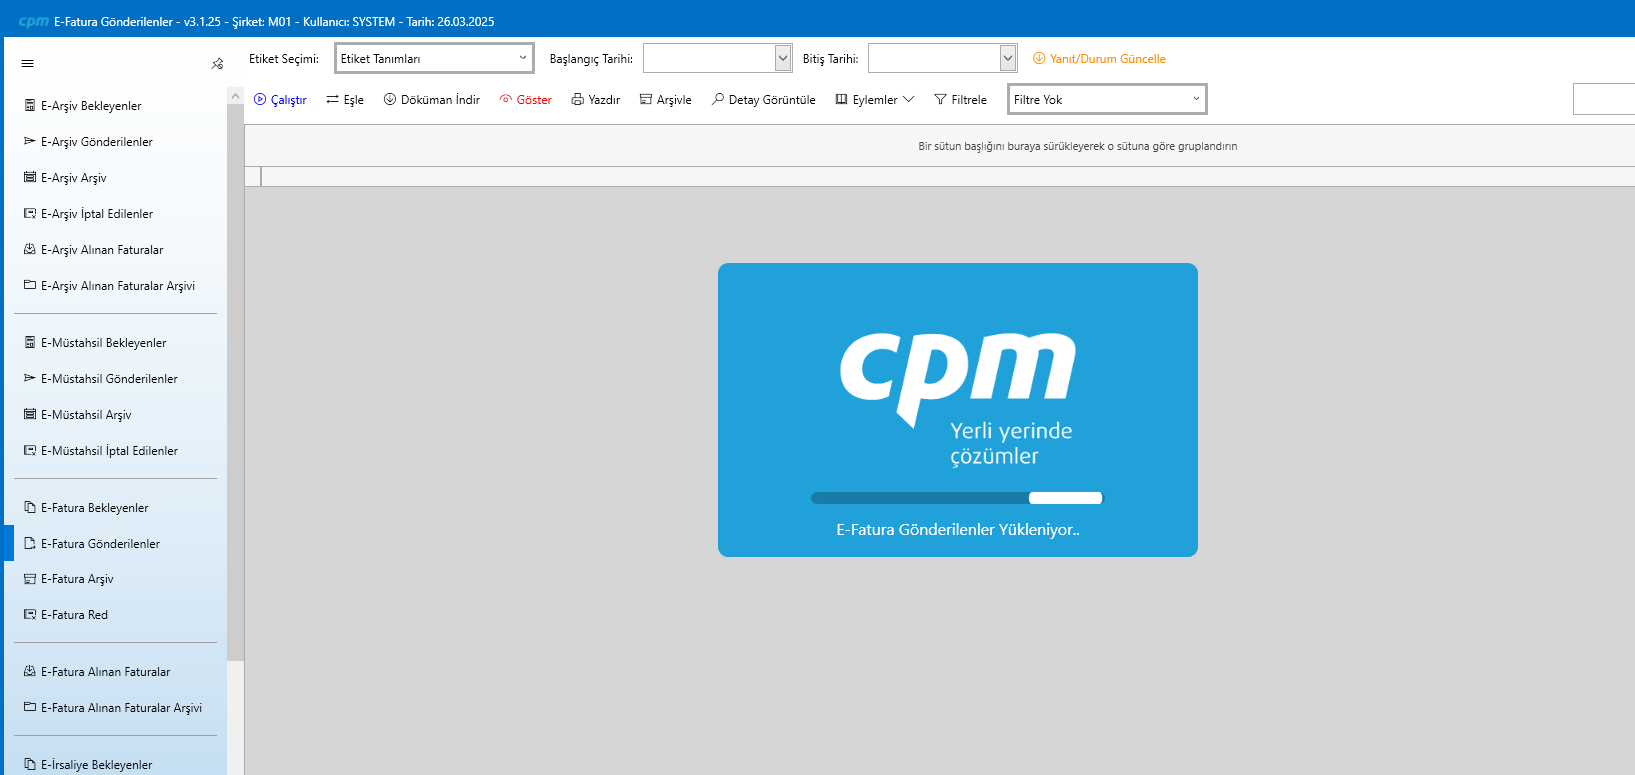 cpm E-Fatura Gönderilenler - v3.1.25 - Şirket: M01 - Kullanıcı: SYSTEM - Tarih: 26.03.2025
Etiket Seçimi: Etiket Tanımları Başlangıç Tarihi: Bitiş Tarihi: Yanıt/Durum Güncelle
Çalıştır Eşle Döküman İndir Göster Yazdır Arşivle Detay Görüntüle Eylemler Filtrele Filtre Yok
Bir sütun başlığını buraya sürükleyerek o sütuna göre gruplandırın
E-Arşiv Bekleyenler
E-Arşiv Gönderilenler
E-Arşiv Arşiv
E-Arşiv İptal Edilenler
E-Arşiv Alınan Faturalar
E-Arşiv Alınan Faturalar Arşivi
E-Müstahsil Bekleyenler
E-Müstahsil Gönderilenler
E-Müstahsil Arşiv
E-Müstahsil İptal Edilenler
E-Fatura Bekleyenler
E-Fatura Gönderilenler
E-Fatura Arşiv
E-Fatura Red
E-Fatura Alınan Faturalar
E-Fatura Alınan Faturalar Arşivi
E-İrsaliye Bekleyenler
cpm
Yerli yerinde
çözümler
E-Fatura Gönderilenler Yükleniyor..